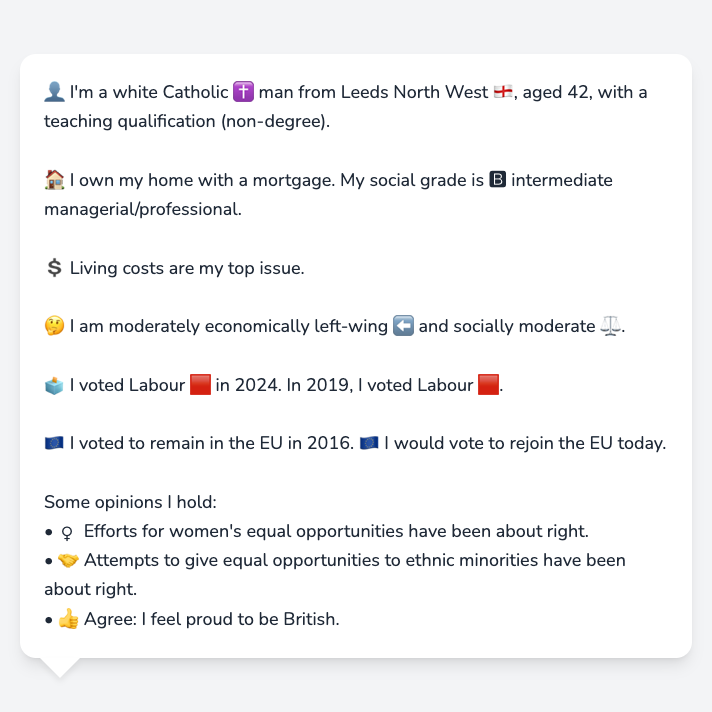 👤 I'm a white Catholic ✝️ man from Leeds North West 🏴󠁧󠁢󠁥󠁮󠁧󠁿, aged 42, with a
teaching qualification (non-degree).
🏠 I own my home with a mortgage. My social grade is 🅱 intermediate
managerial/professional.
💲 Living costs are my top issue.
🤔 I am moderately economically left-wing ⬅️ and socially moderate ⚖️.
🗳️ I voted Labour 🟥 in 2024. In 2019, I voted Labour 🟥.
🇪🇺 I voted to remain in the EU in 2016. 🇪🇺 I would vote to rejoin the EU today.
Some opinions I hold:
• ♀ Efforts for women's equal opportunities have been about right.
• 🤝 Attempts to give equal opportunities to ethnic minorities have been
about right.
• 👍 Agree: I feel proud to be British.